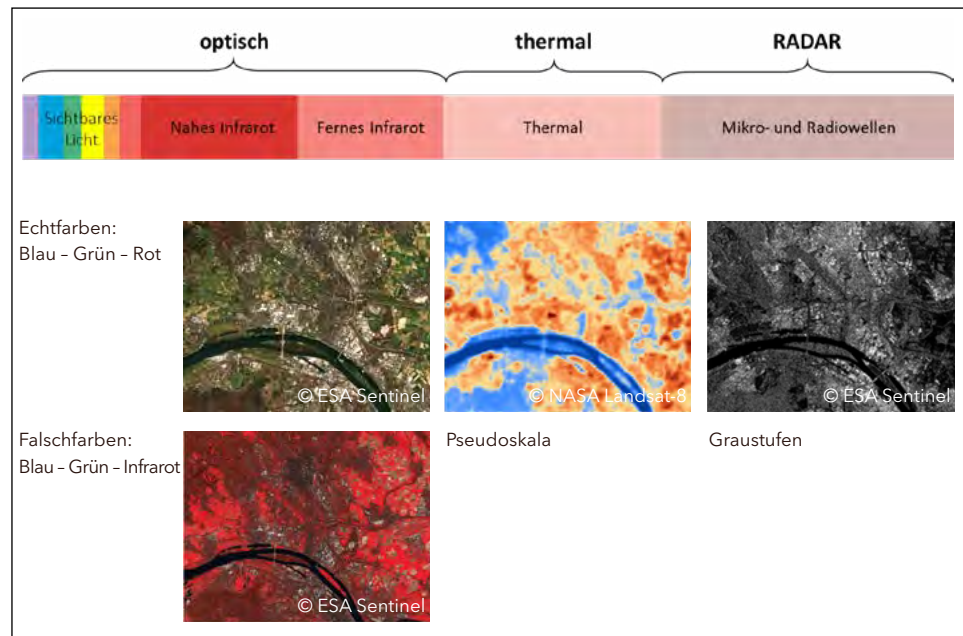 optisch thermal RADAR
Sichtbares
Licht
Nahes Infrarot Fernes Infrarot Thermal Mikro- und Radiowellen
Echtfarben:
Blau – Grün – Rot
© ESA Sentinel © NASA Landsat-8 © ESA Sentinel
Falschfarben:
Blau – Grün – Infrarot
Pseudoskala Graustufen
© ESA Sentinel